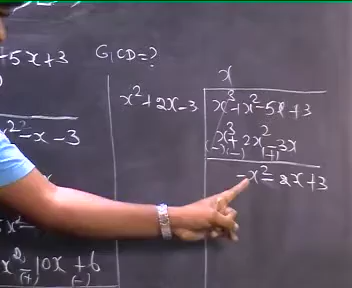 +5x+3 GCD=?
x
x²+2x-3 x³+x²-5x+3
x²-x-3
x³+2x²-3x
(-) (-) (+)
-x²-2x+3
10x+6
(+) (-)